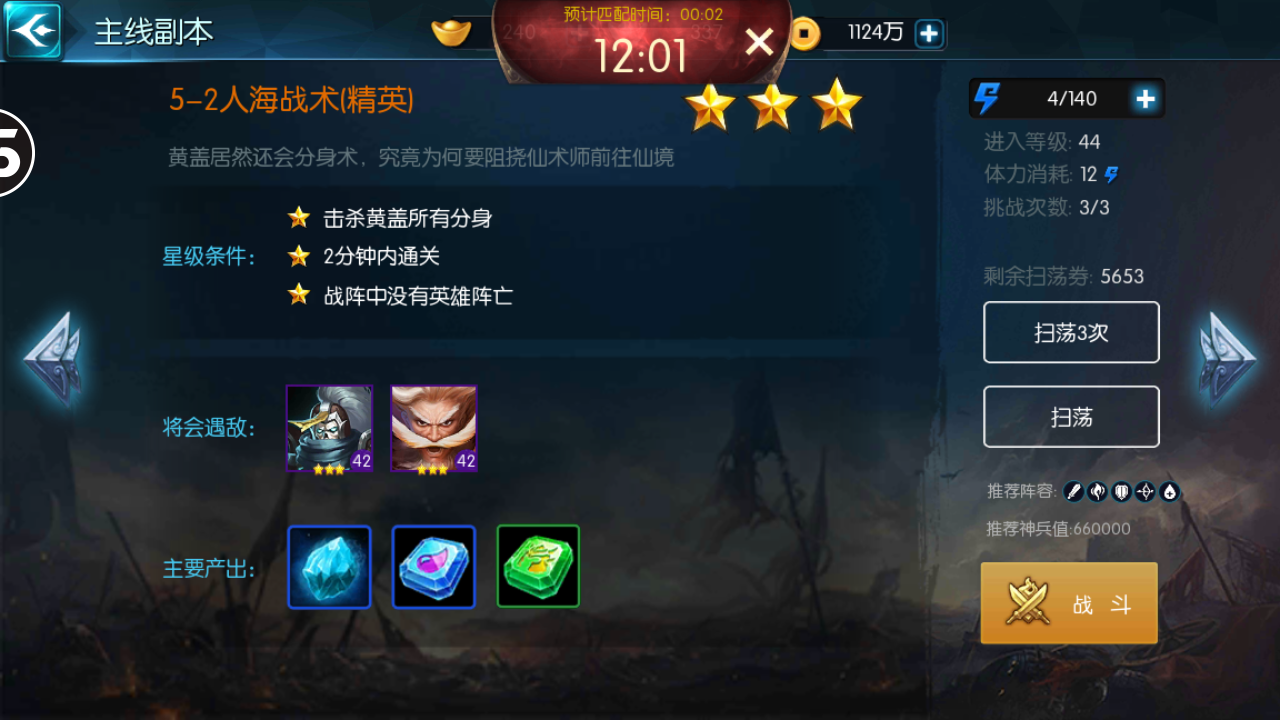 主线副本
预计匹配时间：00:02
240
337
12:01
1124万
5-2人海战术(精英)
4/140
黄盖居然还会分身术，究竟为何要阻挠仙术师前往仙境
进入等级: 44
体力消耗: 12
挑战次数: 3/3
5
星级条件：
击杀黄盖所有分身
2分钟内通关
战阵中没有英雄阵亡
剩余扫荡券: 5653
扫荡3次
扫荡
将会遇敌：
42
42
推荐阵容:
推荐神兵值:660000
主要产出：
战 斗